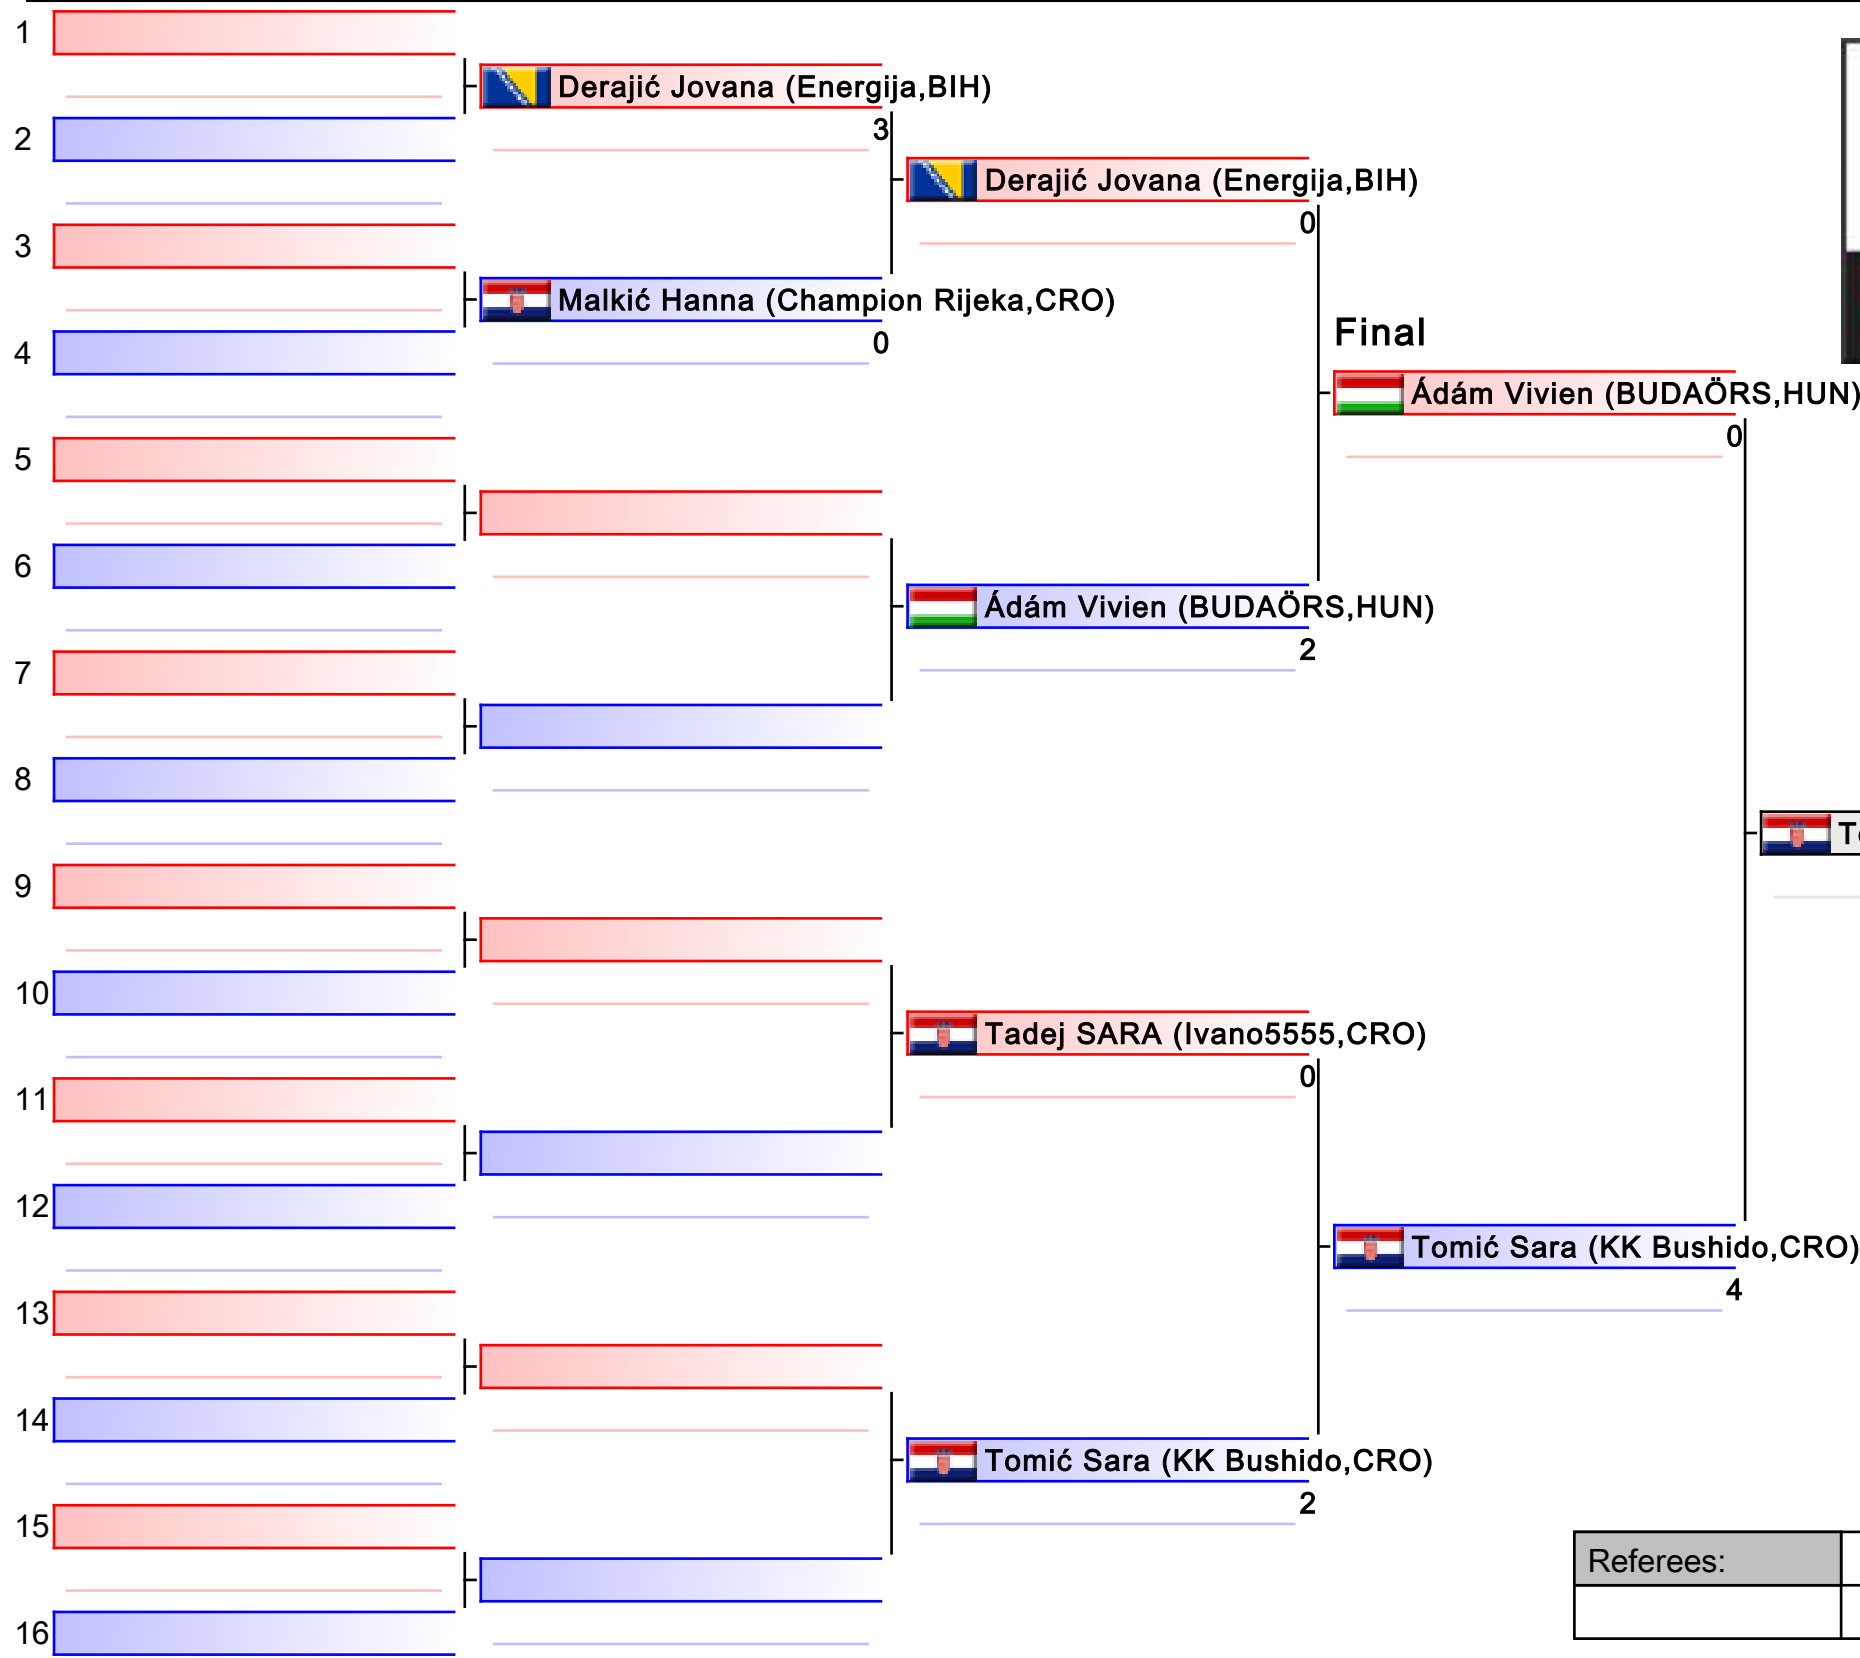 1
Derajić Jovana (Energija,BIH)
3
2
Derajić Jovana (Energija,BIH)
0
3
Malkić Hanna (Champion Rijeka,CRO)
0
4
Final
Ádám Vivien (BUDAÖRS,HUN)
0
5
6
Ádám Vivien (BUDAÖRS,HUN)
2
7
8
9
10
Tadej SARA (Ivano5555,CRO)
0
11
12
Tomić Sara (KK Bushido,CRO)
4
13
14
Tomić Sara (KK Bushido,CRO)
2
15
Referees:
16